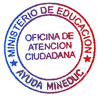 MINISTERIO DE EDUCACION
OFICINA DE
ATENCION
CIUDADANA
AYUDA MINEDUC